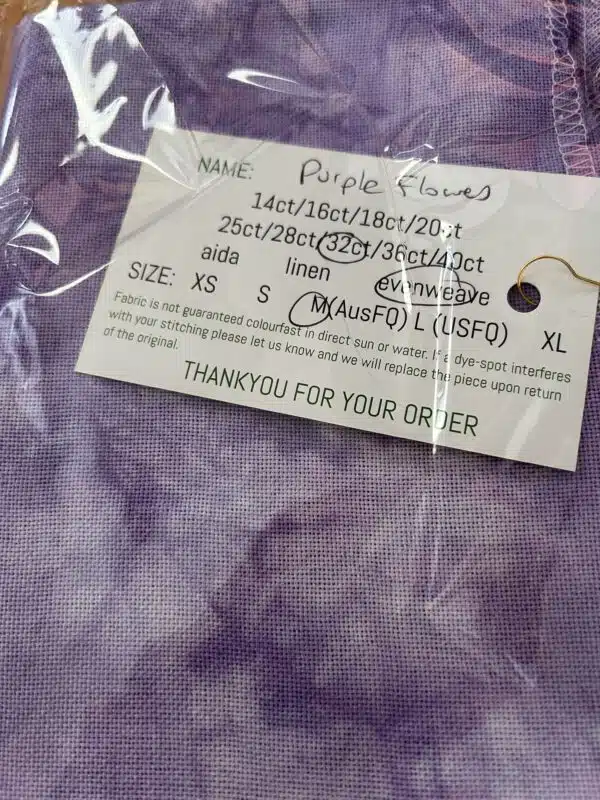 NAME: Purple Flowers
14ct/16ct/18ct/20ct
25ct/28ct/32ct/36ct/40ct
aida linen evenweave
SIZE: XS S M(AusFQ) L (USFQ) XL
Fabric is not guaranteed colourfast in direct sun or water. If a dye-spot interferes
with your stitching please let us know and we will replace the piece upon return
of the original.
THANKYOU FOR YOUR ORDER